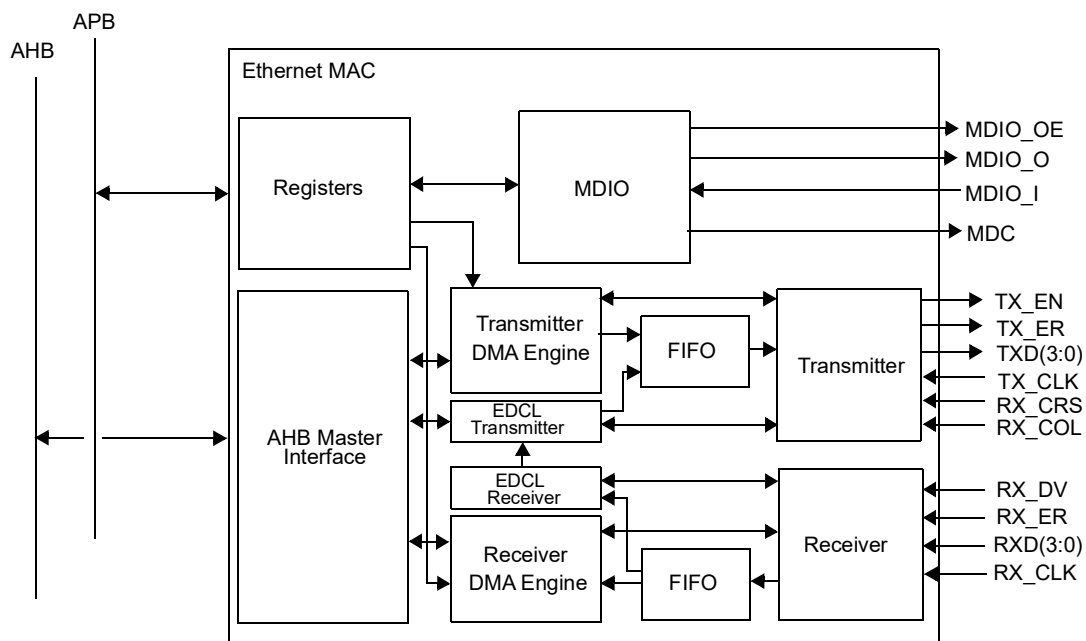 APB
AHB
Ethernet MAC
Registers
MDIO
MDIO_OE
MDIO_O
MDIO_I
MDC
Transmitter
DMA Engine
FIFO
Transmitter
TX_EN
TX_ER
TXD(3:0)
TX_CLK
RX_CRS
RX_COL
EDCL
Transmitter
AHB Master
Interface
EDCL
Receiver
Receiver
DMA Engine
FIFO
Receiver
RX_DV
RX_ER
RXD(3:0)
RX_CLK